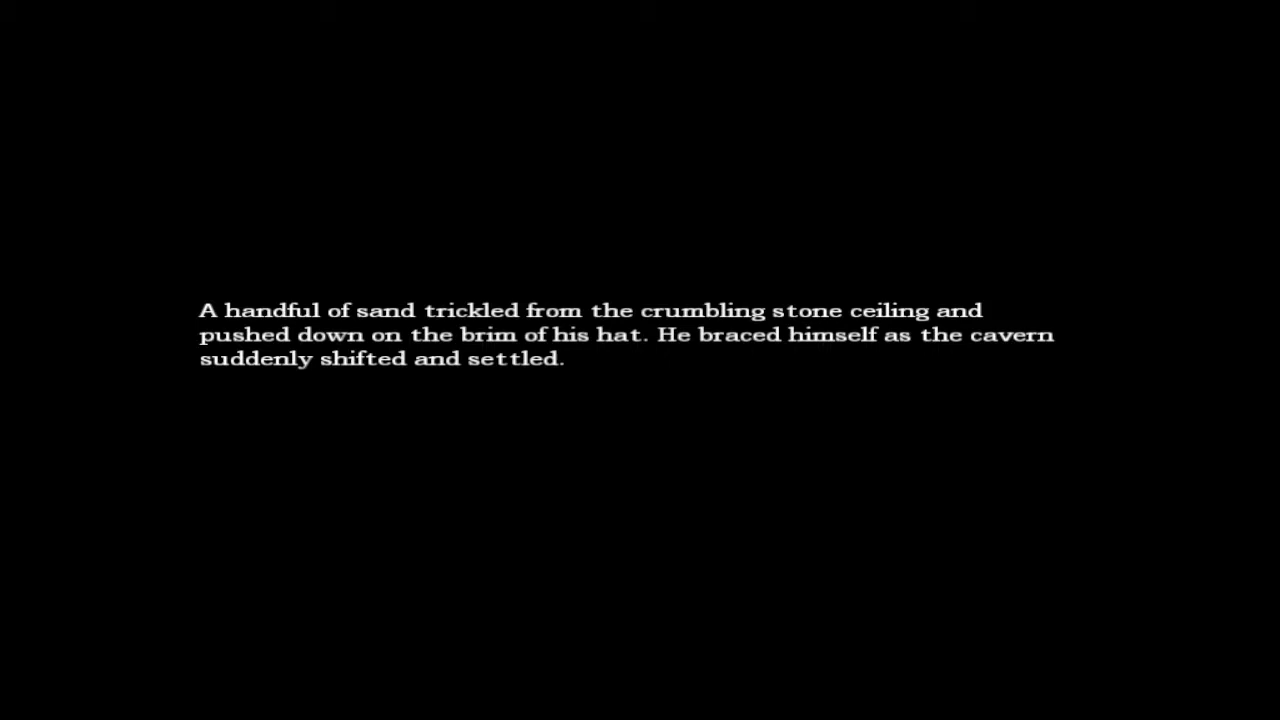 A handful of sand trickled from the crumbling stone ceiling and
pushed down on the brim of his hat. He braced himself as the cavern
suddenly shifted and settled.